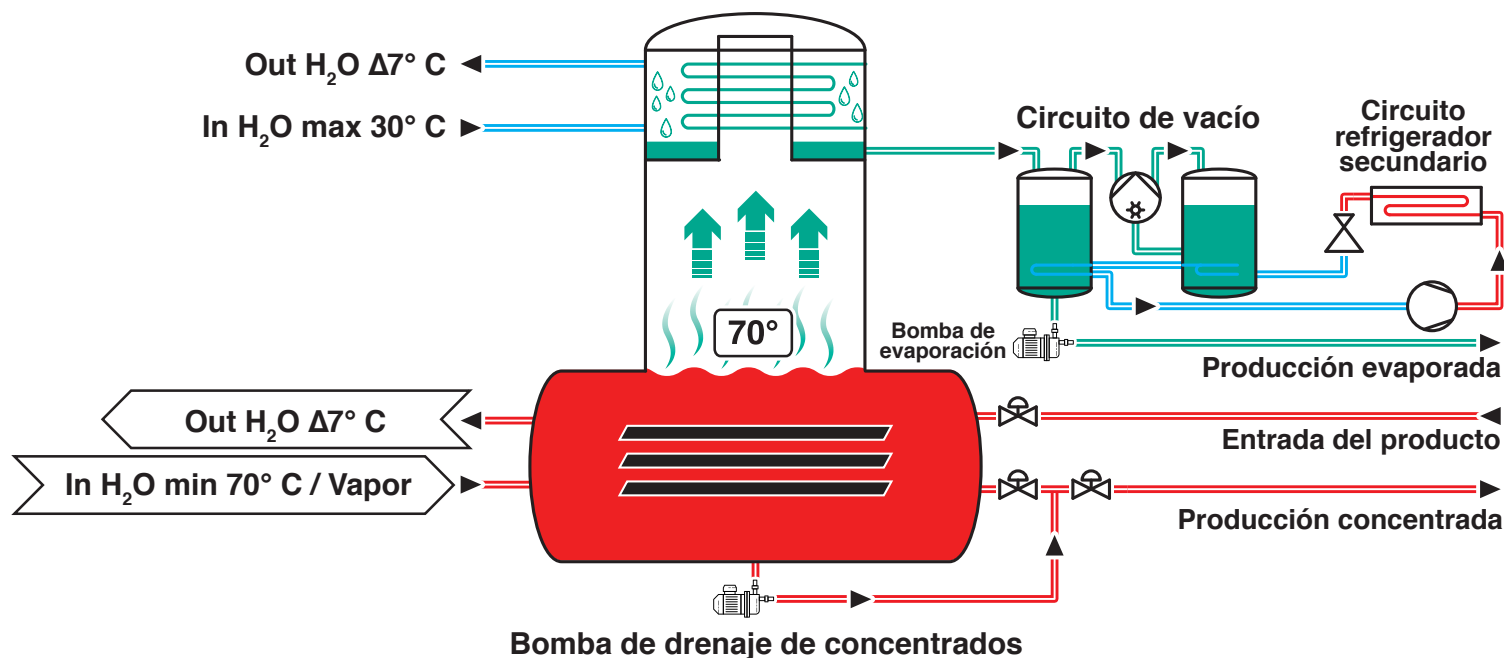 Out H₂O Δ7° C
In H₂O max 30° C
Circuito de vacío
Circuito
refrigerador
secundario
70°
Bomba de
evaporación
Producción evaporada
Out H₂O Δ7° C
In H₂O min 70° C / Vapor
Entrada del producto
Producción concentrada
Bomba de drenaje de concentrados